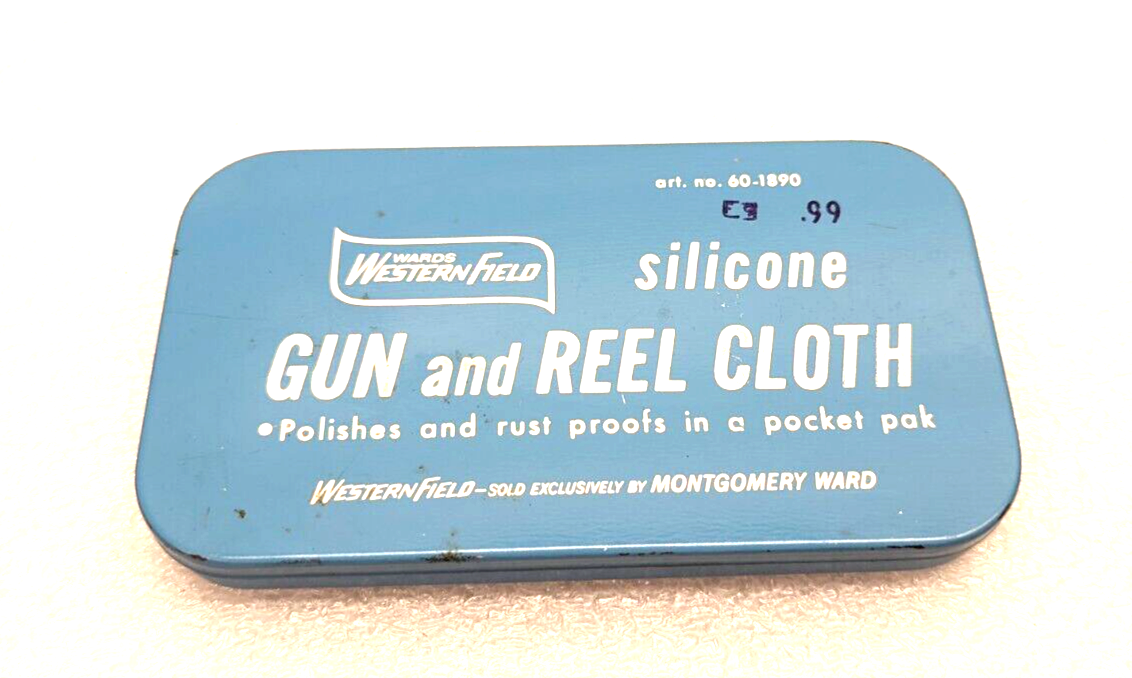 art. no. 60-1890
E9 .99
WARDS
WESTERN FIELD
silicone
GUN and REEL CLOTH
•Polishes and rust proofs in a pocket pak
WESTERN FIELD—SOLD EXCLUSIVELY BY MONTGOMERY WARD